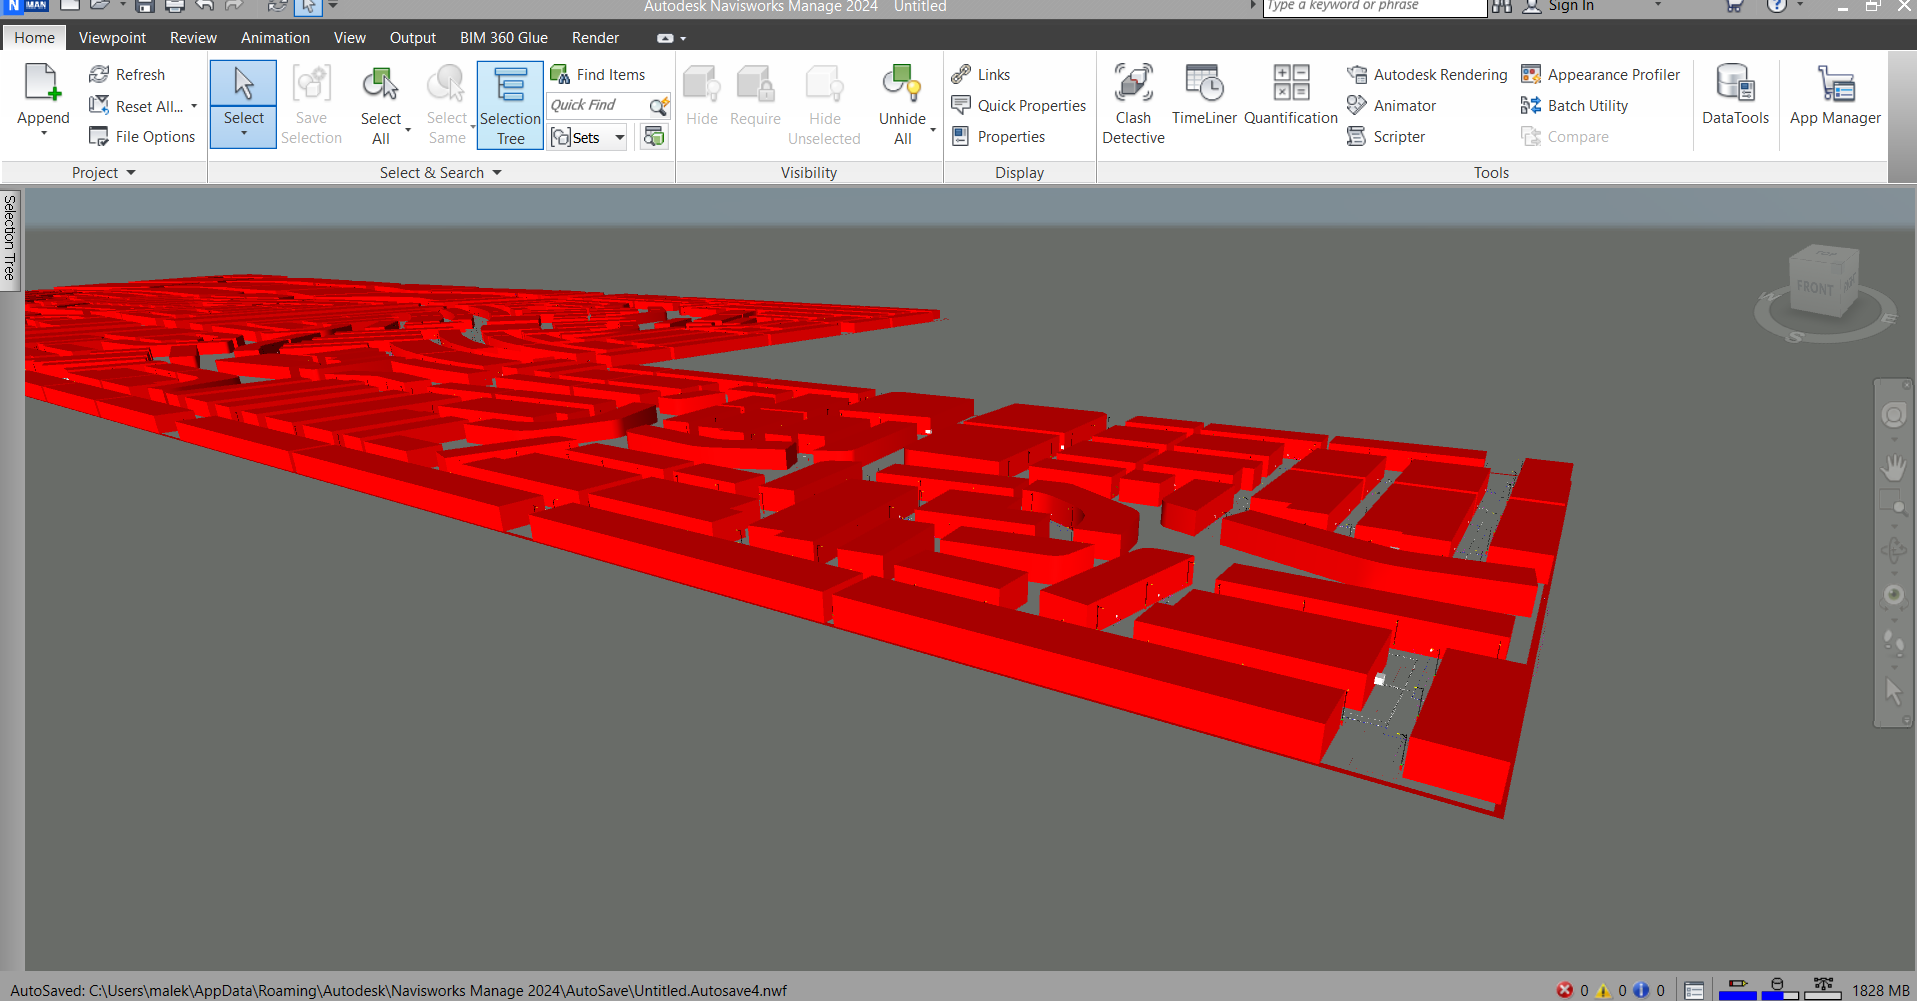 N MAN Autodesk Navisworks Manage 2024 Untitled Type a keyword or phrase Sign In
Home Viewpoint Review Animation View Output BIM 360 Glue Render
Append
Refresh
Reset All...
File Options
Project
Select
Save Selection
Select All
Select Same
Selection Tree
Find Items
Quick Find
Sets
Select & Search
Hide
Require
Hide Unselected
Unhide All
Visibility
Links
Quick Properties
Properties
Display
Clash Detective
TimeLiner
Quantification
Autodesk Rendering
Animator
Scripter
Appearance Profiler
Batch Utility
Compare
Tools
DataTools
App Manager
Selection Tree
TOP
FRONT
W
S
E
AutoSaved: C:\Users\malek\AppData\Roaming\Autodesk\Navisworks Manage 2024\AutoSave\Untitled.Autosave4.nwf
0 0 0 1828 MB